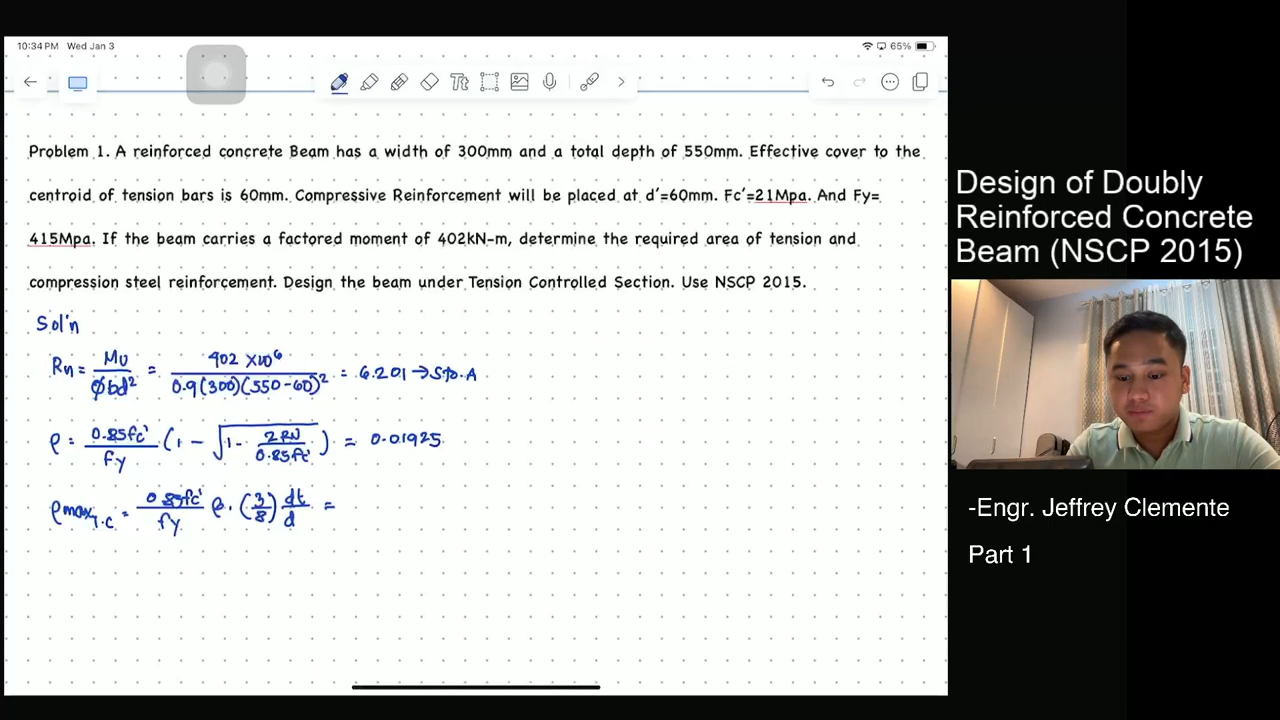 10:34 PM Wed Jan 3
65%
Tt
Problem 1. A reinforced concrete Beam has a width of 300mm and a total depth of 550mm. Effective cover to the
centroid of tension bars is 60mm. Compressive Reinforcement will be placed at d'=60mm. Fc'=21Mpa. And Fy=
415Mpa. If the beam carries a factored moment of 402kN-m, determine the required area of tension and
compression steel reinforcement. Design the beam under Tension Controlled Section. Use NSCP 2015.
Sol'n
Rn = Mu / φbd² = 402 x10⁶ / 0.9(300)(550-60)² = 6.201 → Sto. A
ρ = 0.85fc' / fy (1 - √(1 - 2RN / 0.85fc')) = 0.01925
ρmax T.C = 0.85fc' / fy β. (3/8) dt / d =
Design of Doubly
Reinforced Concrete
Beam (NSCP 2015)
-Engr. Jeffrey Clemente
Part 1